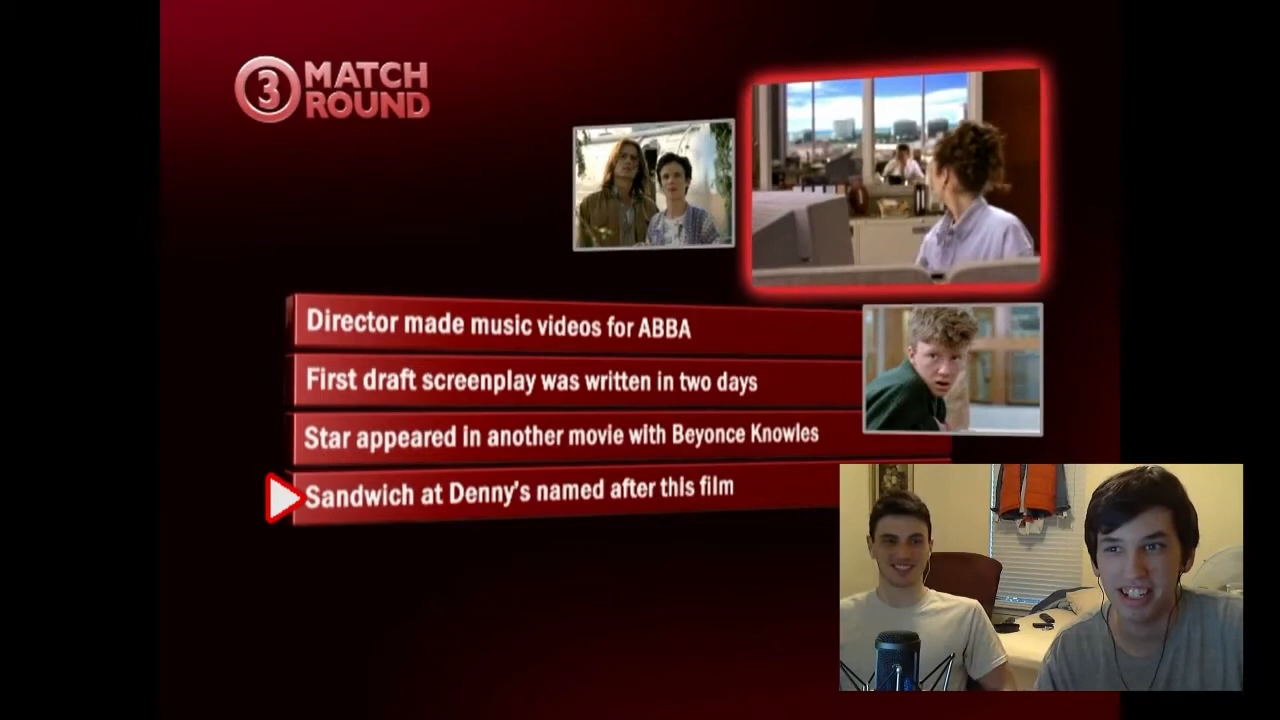 3 MATCH
ROUND
Director made music videos for ABBA
First draft screenplay was written in two days
Star appeared in another movie with Beyonce Knowles
Sandwich at Denny's named after this film